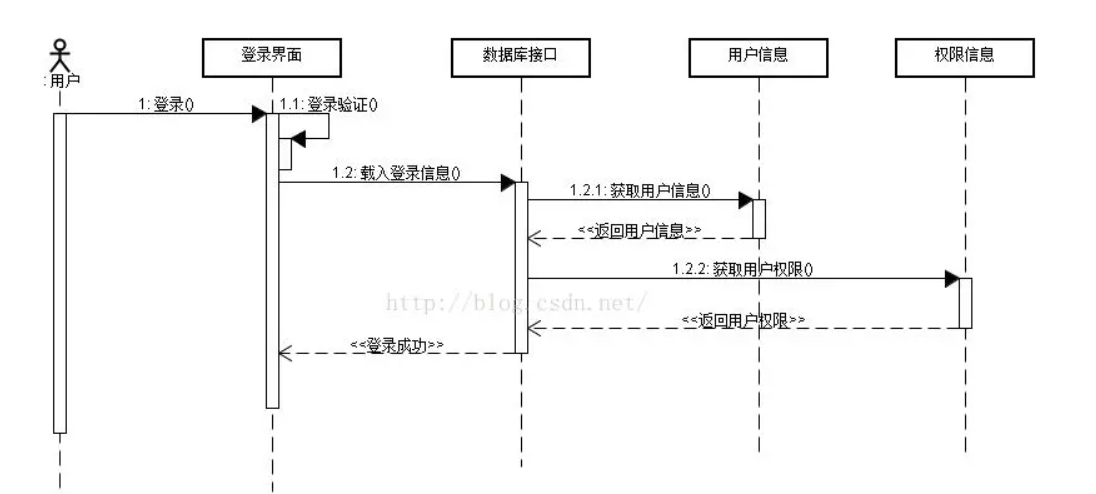 登录界面
数据库接口
用户信息
权限信息
: 用户
1: 登录()
1.1: 登录验证()
1.2: 载入登录信息()
1.2.1: 获取用户信息()
<<返回用户信息>>
1.2.2: 获取用户权限()
http://blog.csdn.net/
<<返回用户权限>>
<<登录成功>>